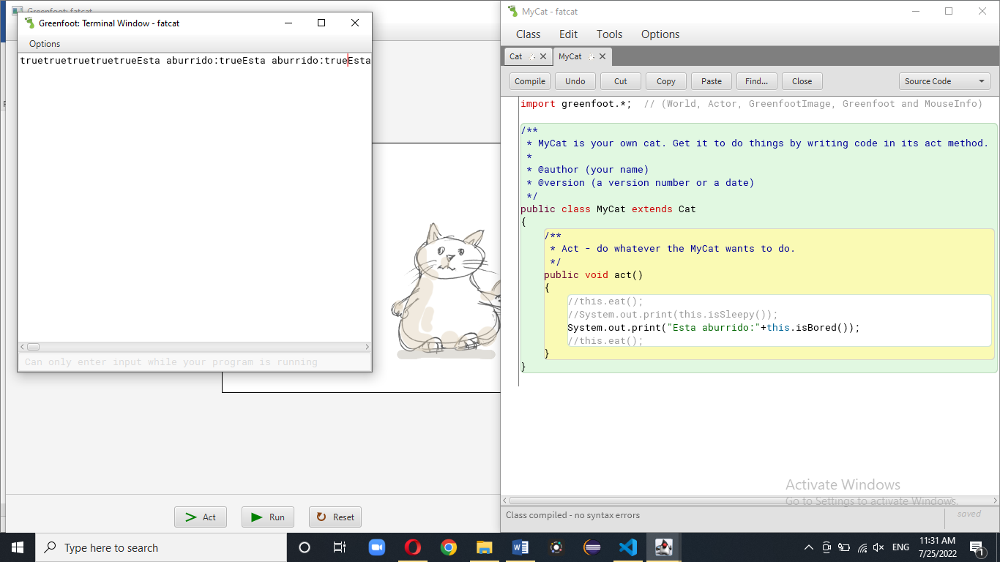 Greenfoot: fatcat
Greenfoot: Terminal Window - fatcat
Options
truetruetruetruetrueEsta aburrido:trueEsta aburrido:trueEsta
Can only enter input while your program is running
Act
Run
Reset
MyCat - fatcat
Class Edit Tools Options
Cat MyCat
Compile Undo Cut Copy Paste Find... Close Source Code
import greenfoot.*;  // (World, Actor, GreenfootImage, Greenfoot and MouseInfo)
/**
 * MyCat is your own cat. Get it to do things by writing code in its act method.
 *
 * @author (your name)
 * @version (a version number or a date)
 */
public class MyCat extends Cat
{
    /**
     * Act - do whatever the MyCat wants to do.
     */
    public void act()
    {
        //this.eat();
        //System.out.print(this.isSleepy());
        System.out.print("Esta aburrido:"+this.isBored());
        //this.eat();
    }
}
Activate Windows
Go to Settings to activate Windows.
Class compiled - no syntax errors
saved
Type here to search
ENG
11:31 AM
7/25/2022
1